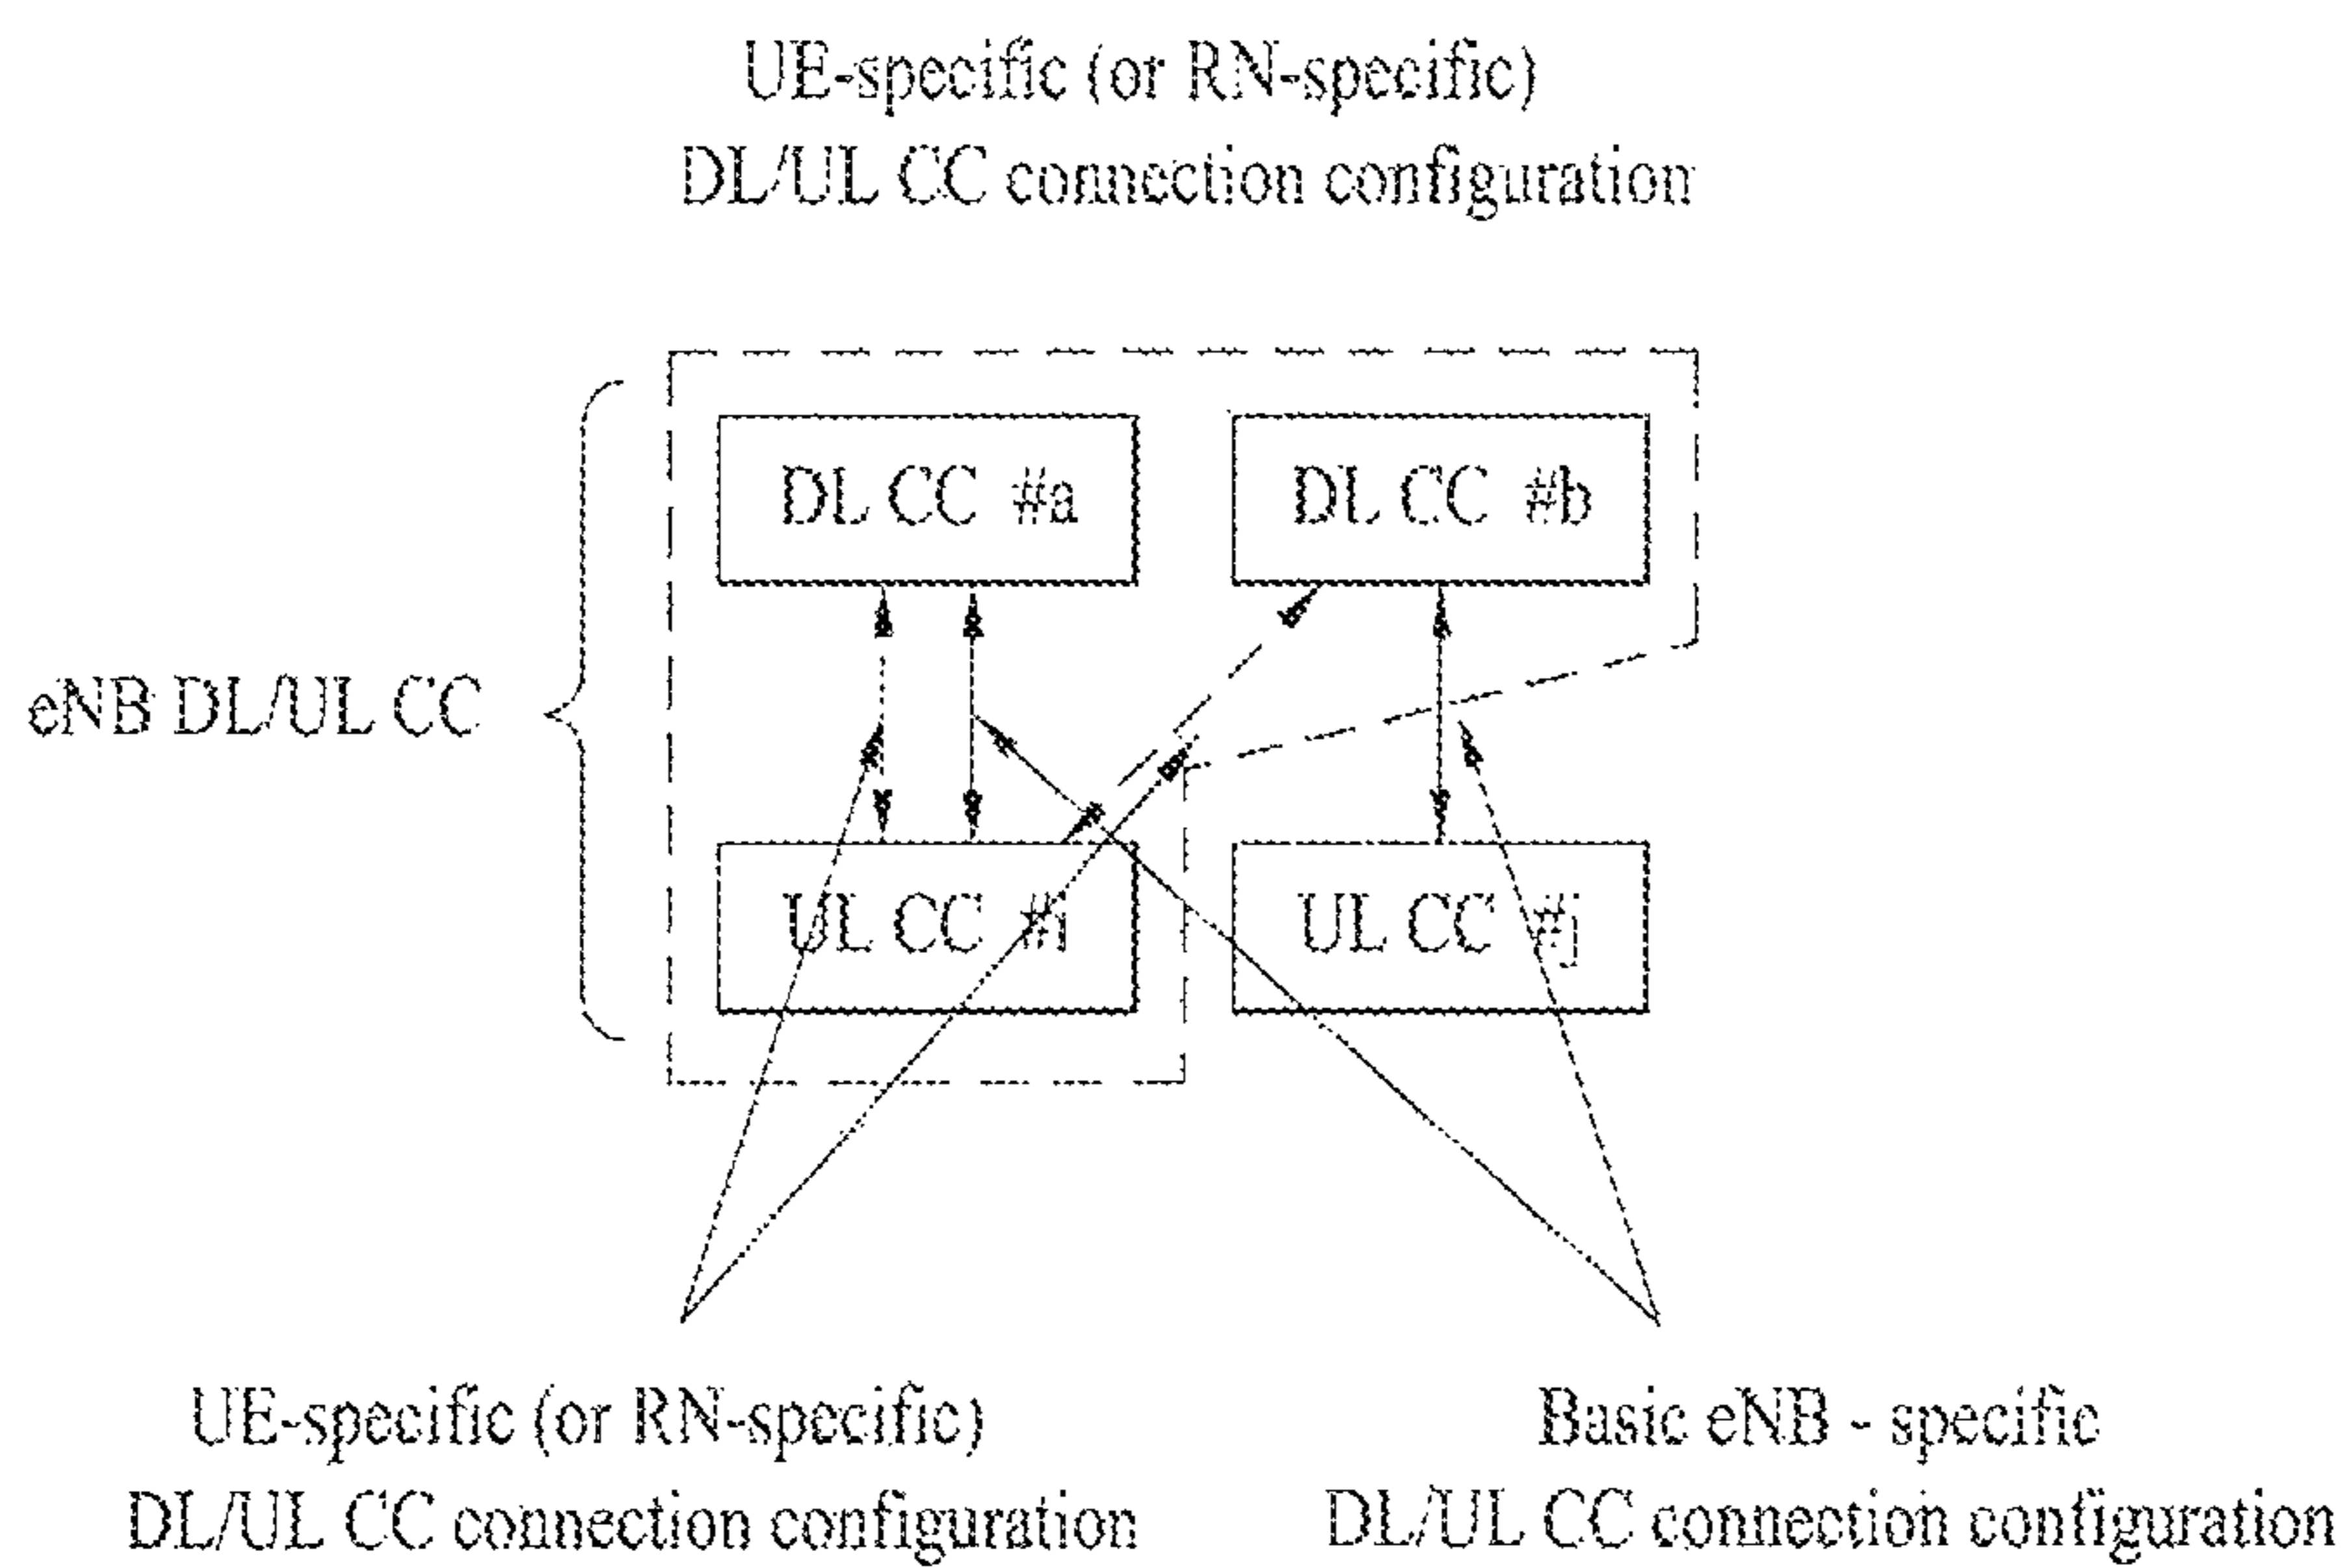 UE-specific (or RN-specific)
DL/UL CC connection configuration
DL CC #a
DL CC #b
eNB DL/UL CC
UL CC #i
UL CC #j
UE-specific (or RN-specific)
DL/UL CC connection configuration
Basic eNB - specific
DL/UL CC connection configuration